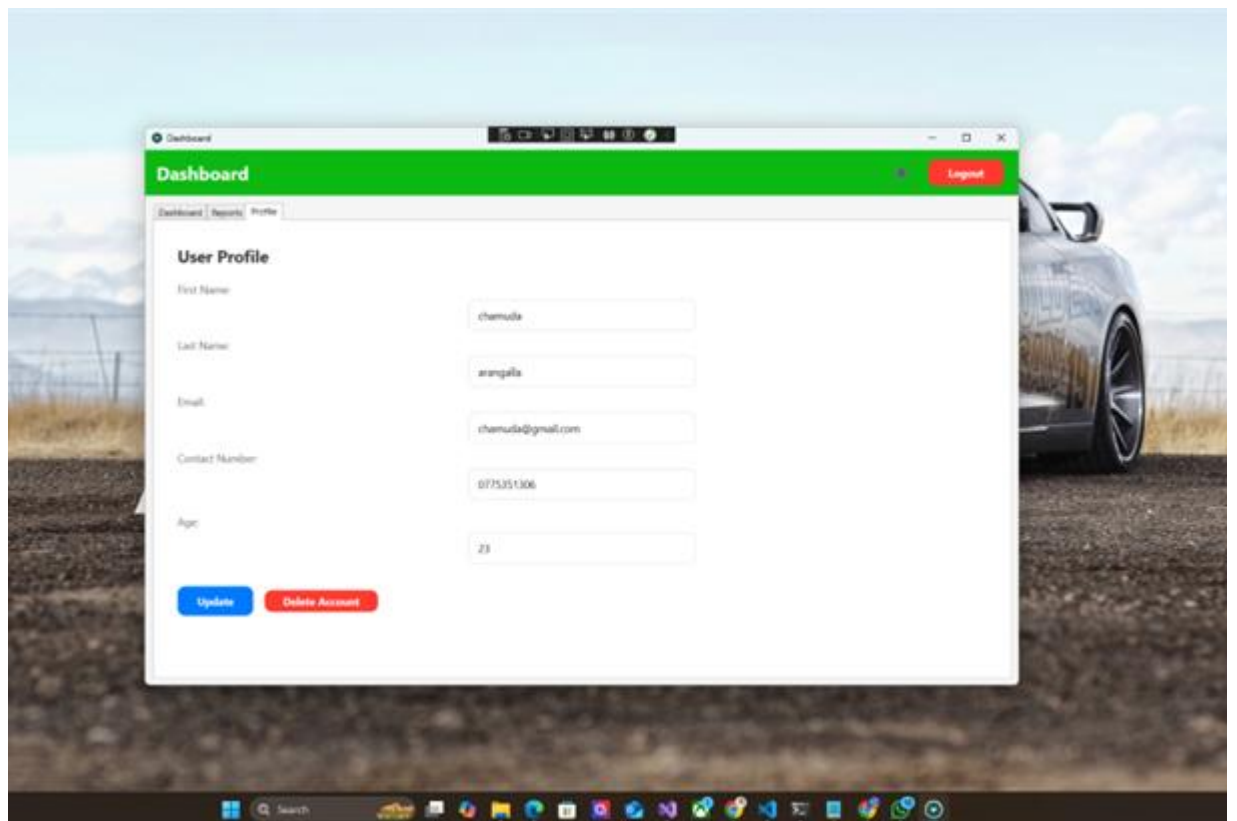 Dashboard
Dashboard
Logout
Dashboard Reports Profile
User Profile
First Name:
chamuda
Last Name:
arangalla
Email:
chamuda@gmail.com
Contact Number:
0775351306
Age:
23
Update Delete Account
Search